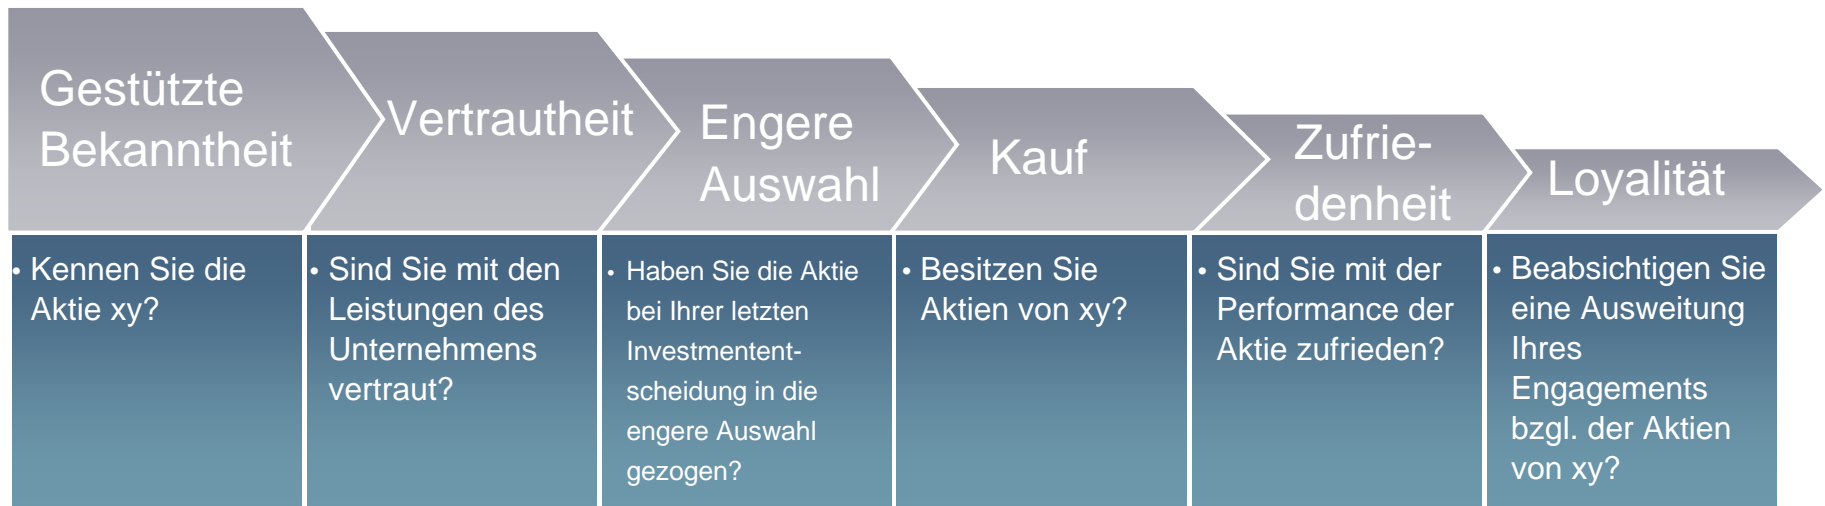 Gestützte
Bekanntheit
Vertrautheit
Engere
Auswahl
Kauf
Zufrie-
denheit
Loyalität
• Kennen Sie die
Aktie xy?
• Sind Sie mit den
Leistungen des
Unternehmens
vertraut?
• Haben Sie die Aktie
bei Ihrer letzten
Investmentent-
scheidung in die
engere Auswahl
gezogen?
• Besitzen Sie
Aktien von xy?
• Sind Sie mit der
Performance der
Aktie zufrieden?
• Beabsichtigen Sie
eine Ausweitung
Ihres
Engagements
bzgl. der Aktien
von xy?